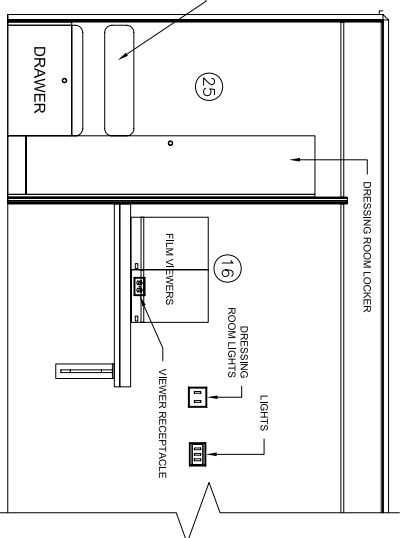 DRAWER
25
DRESSING ROOM LOCKER
FILM VIEWERS
16
VIEWER RECEPTACLE
DRESSING
ROOM LIGHTS
LIGHTS